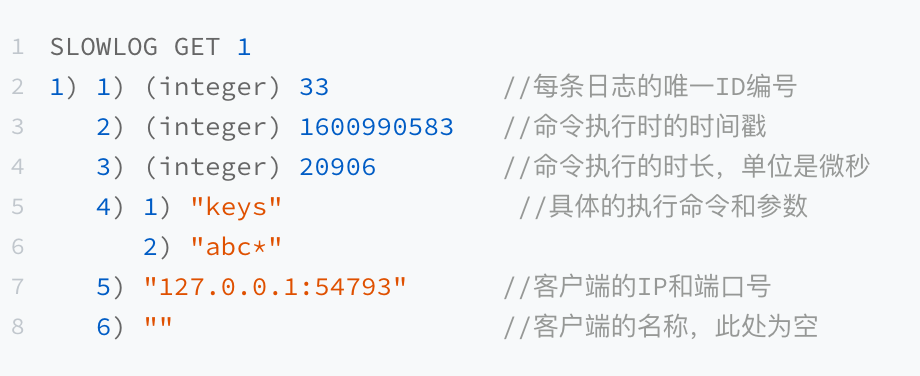 1 SLOWLOG GET 1
2 1) 1) (integer) 33 //每条日志的唯一ID编号
3 2) (integer) 1600990583 //命令执行时的时间戳
4 3) (integer) 20906 //命令执行的时长，单位是微秒
5 4) 1) "keys" //具体的执行命令和参数
6 2) "abc*"
7 5) "127.0.0.1:54793" //客户端的IP和端口号
8 6) "" //客户端的名称，此处为空